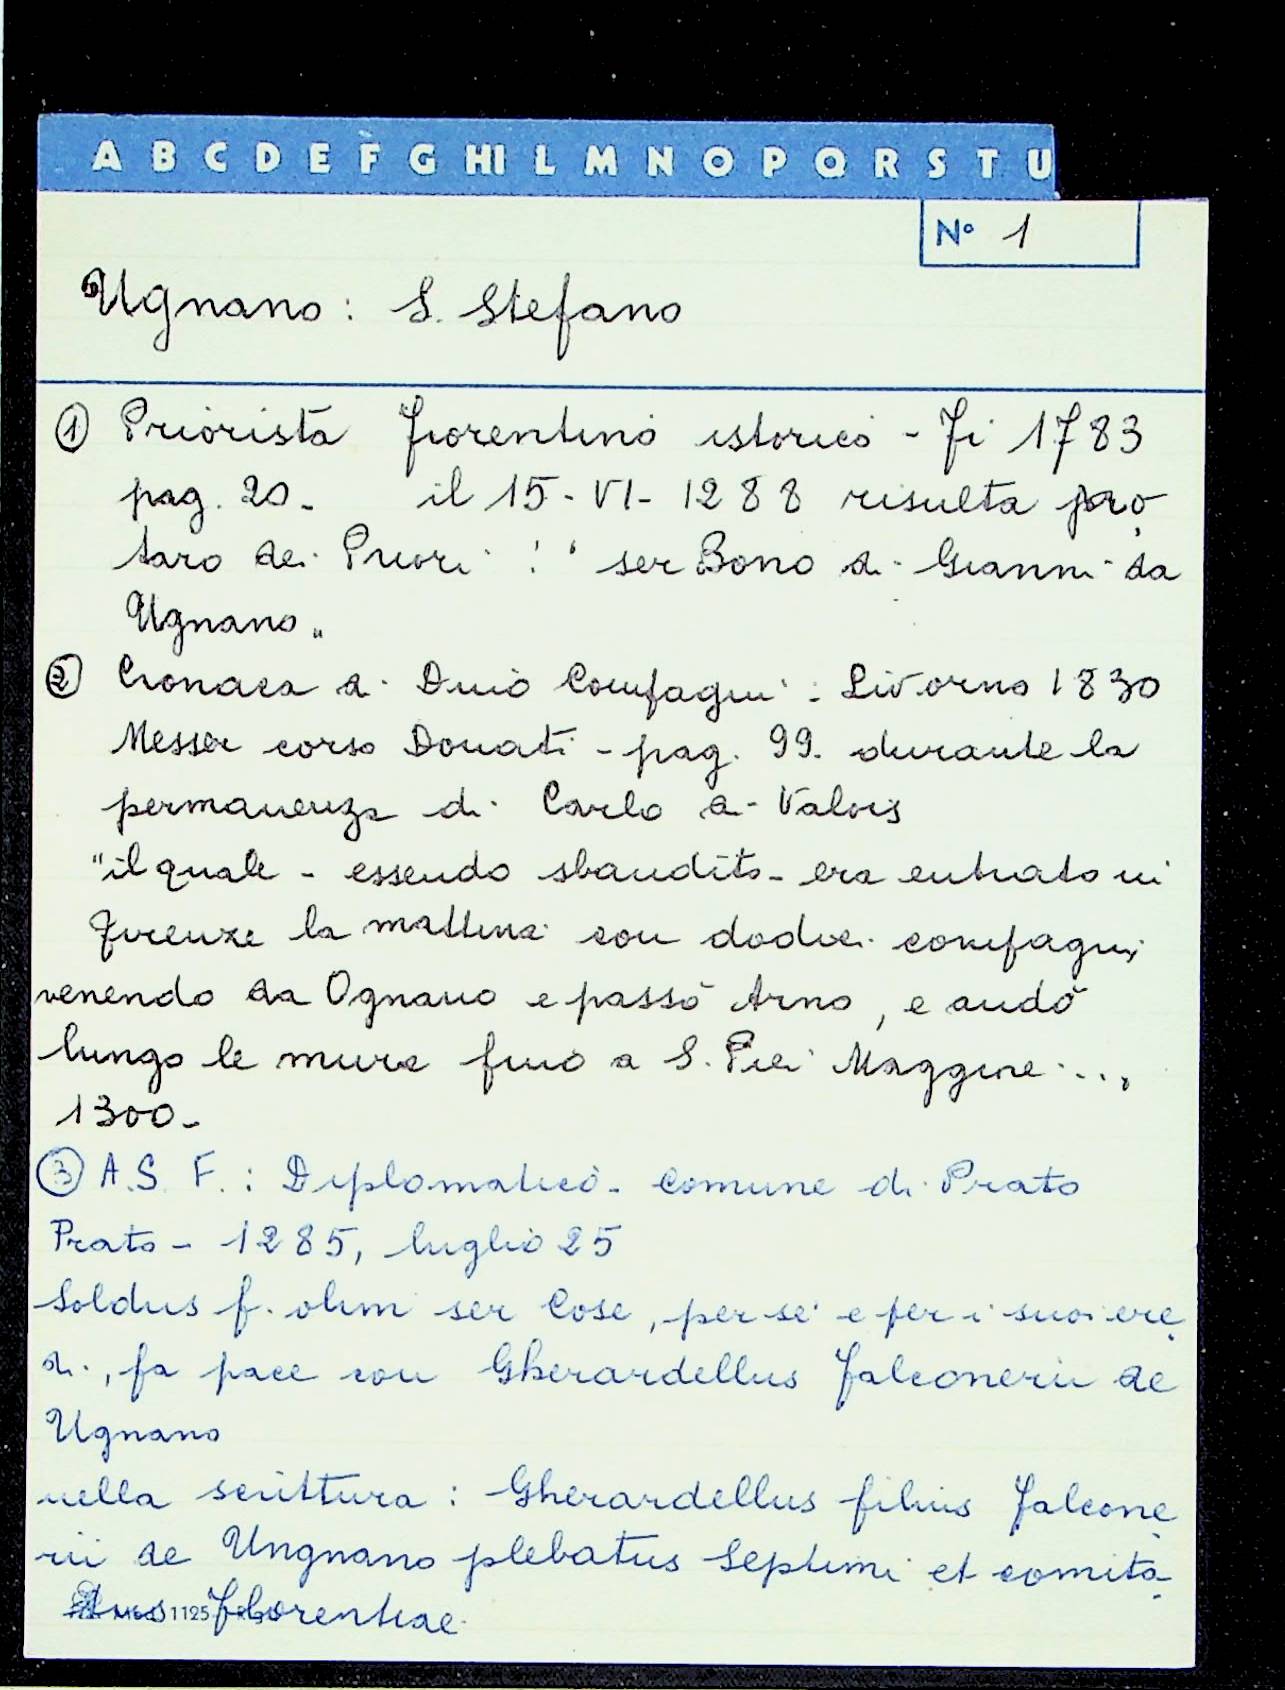 A B C D E F G HI L M N O P Q R S T U
N° 1
Ugnano: S. Stefano
① Priorista fiorentino istorico - Fi 1783
pag. 20 - il 15 - VI - 1288 risulta pro
taro dei Priori : " ser Bono di Gianni da
Ugnano "
② Cronaca di Dino Compagni : Livorno 1830
Messer corso Donati - pag. 99. durante la
permanenza di Carlo di Valois
"il quale - essendo sbandito - era entrato in
Firenze la mattina con dodici compagni
venendo da Ognano e passò Arno, e andò
lungo le mura fino a S. Pier Maggiore ...,
1300 -
③ A.S.F. : Diplomatico - Comune di Prato
Prato - 1285, luglio 25
Soldus f. olim ser Cose, per sé e per i suoi ere
di, fa pace con Gherardellus falconerii de
Ugnano
nella scrittura : Gherardellus filius falcone
rii de Ungnano plebatus Septimi et comita
tus florentiae
1125